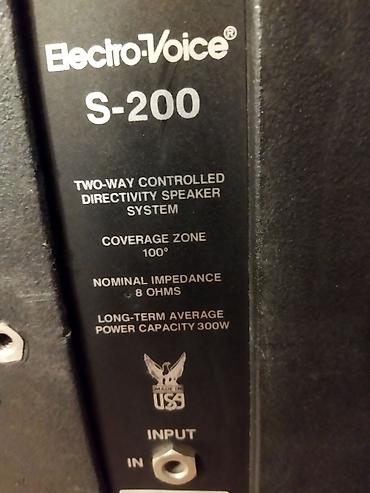 Electro-Voice®
S-200
TWO-WAY CONTROLLED
DIRECTIVITY SPEAKER
SYSTEM
COVERAGE ZONE
100°
NOMINAL IMPEDANCE
8 OHMS
LONG-TERM AVERAGE
POWER CAPACITY 300W
MADE IN
USA
INPUT
IN